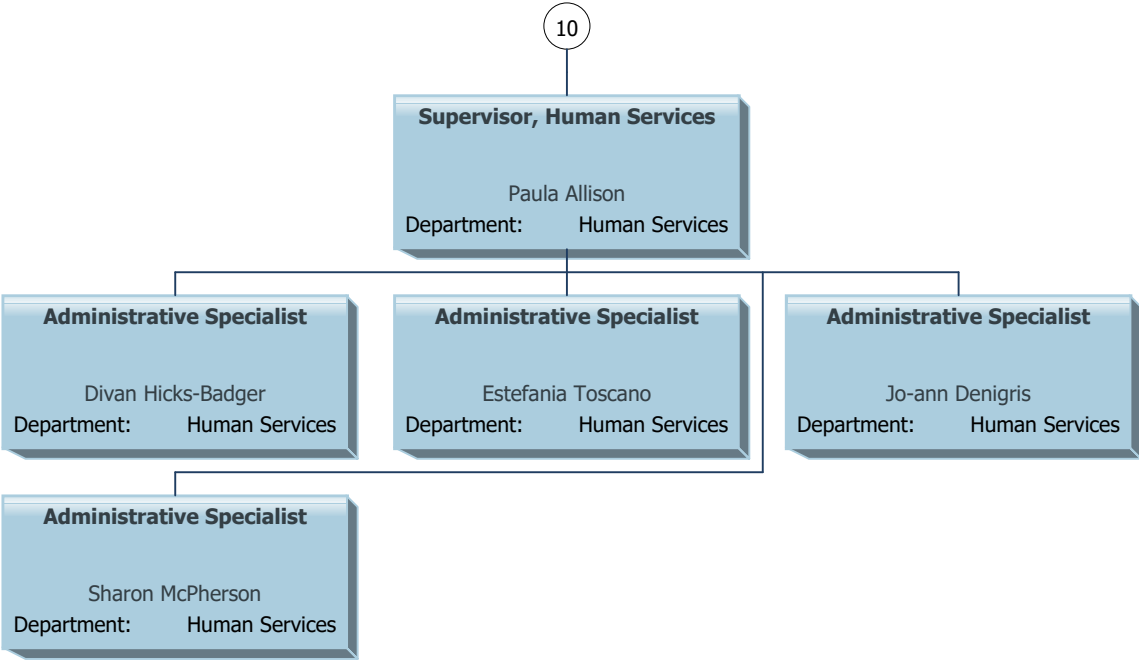 10
Supervisor, Human Services
Paula Allison
Department: Human Services
Administrative Specialist
Divan Hicks-Badger
Department: Human Services
Administrative Specialist
Estefania Toscano
Department: Human Services
Administrative Specialist
Jo-ann Denigris
Department: Human Services
Administrative Specialist
Sharon McPherson
Department: Human Services